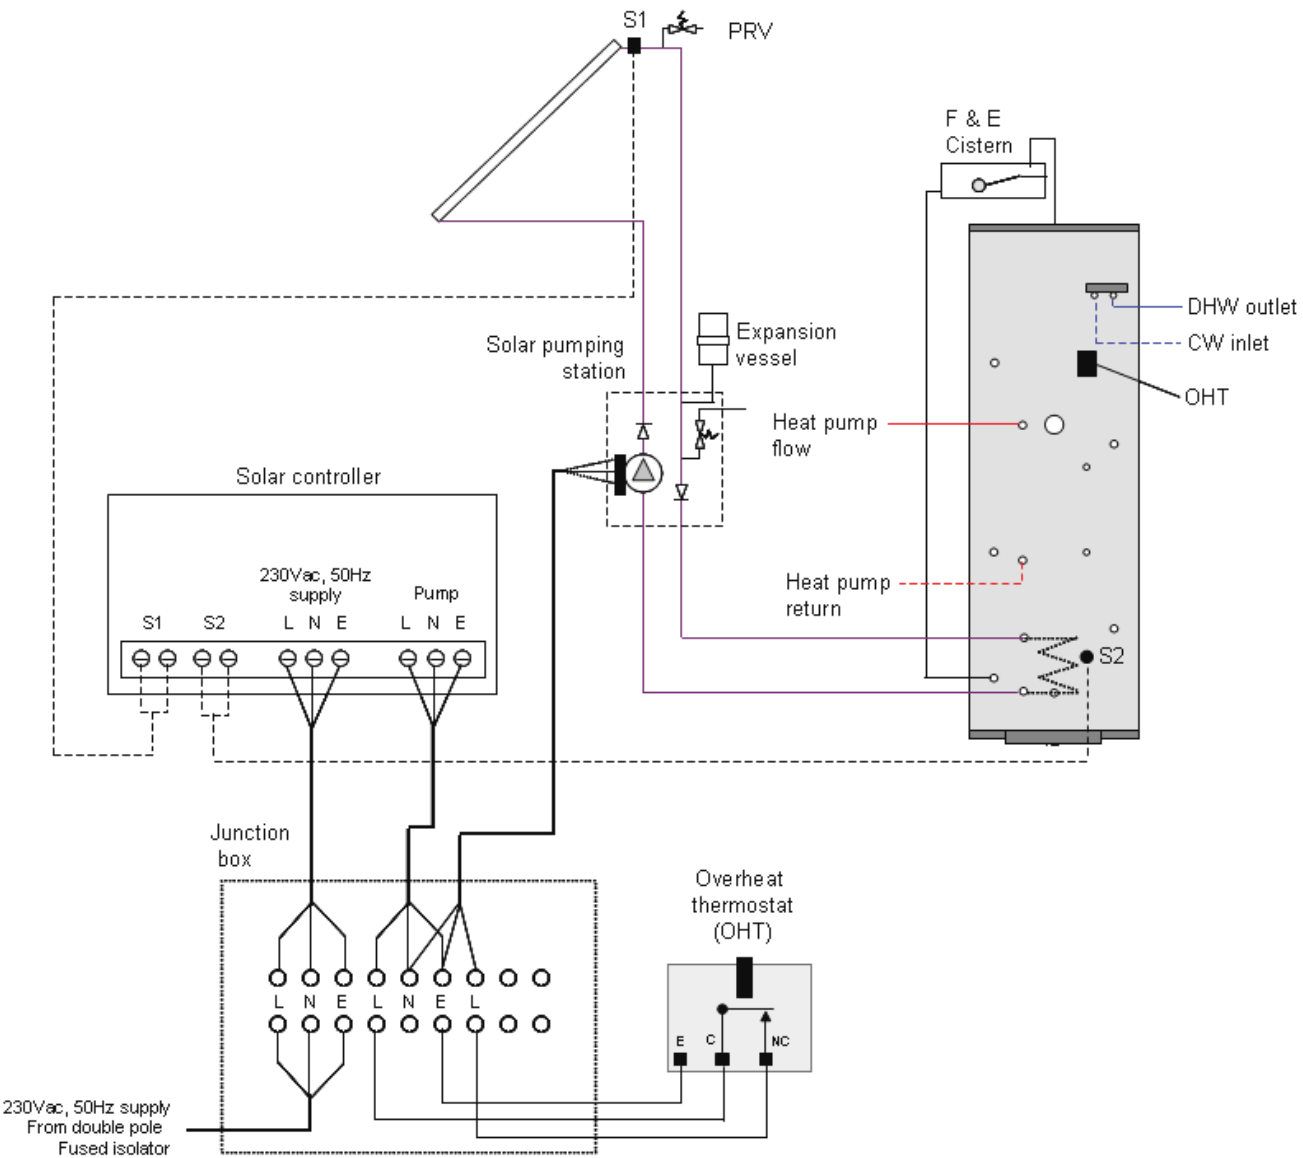 S1
PRV
F & E
Cistern
DHW outlet
CW inlet
OHT
Expansion
vessel
Solar pumping
station
Heat pump
flow
Solar controller
230Vac, 50Hz
supply
Pump
S1 S2 L N E L N E
Heat pump
return
S2
Junction
box
Overheat
thermostat
(OHT)
L N E L N E L
E C NC
230Vac, 50Hz supply
From double pole
Fused isolator